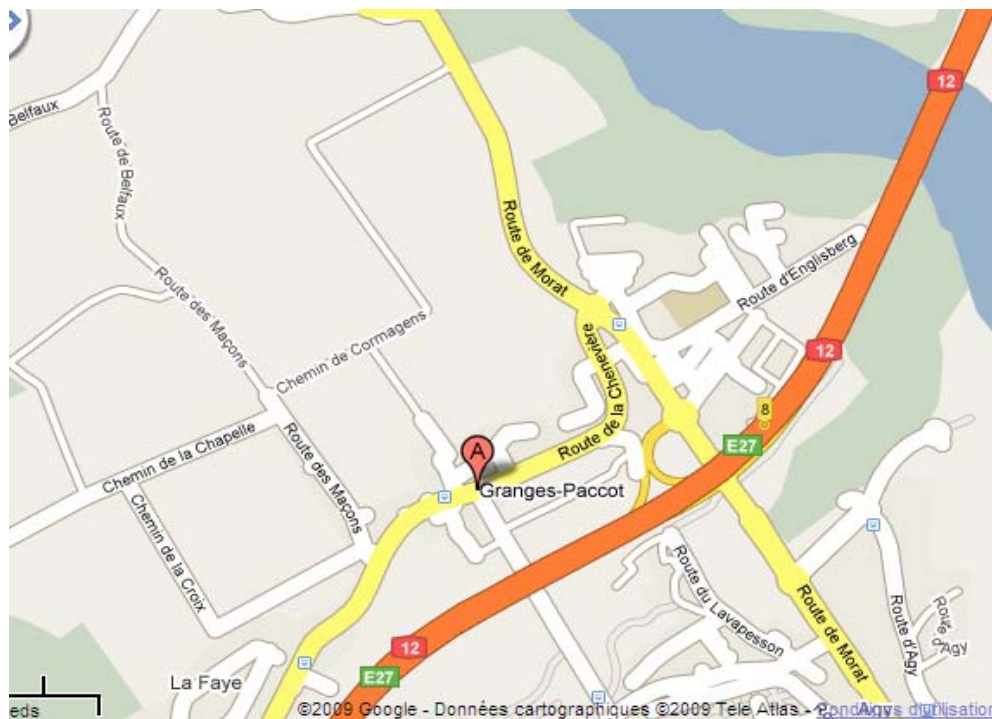 12
Belfaux
Route de Belfaux
Route de Morat
Route d'Englisberg
Route des Maçons
12
Chemin de Cormagens
Route de la Chenevière
8
E27
Chemin de la Chapelle
Route des Maçons
A
Granges-Paccot
Chemin de la Croix
Route du Lavapesson
Route de Morat
Route d'Agy
Route d'Agy
12
E27
La Faye
eds
©2009 Google - Données cartographiques ©2009 Tele Atlas -
Agy